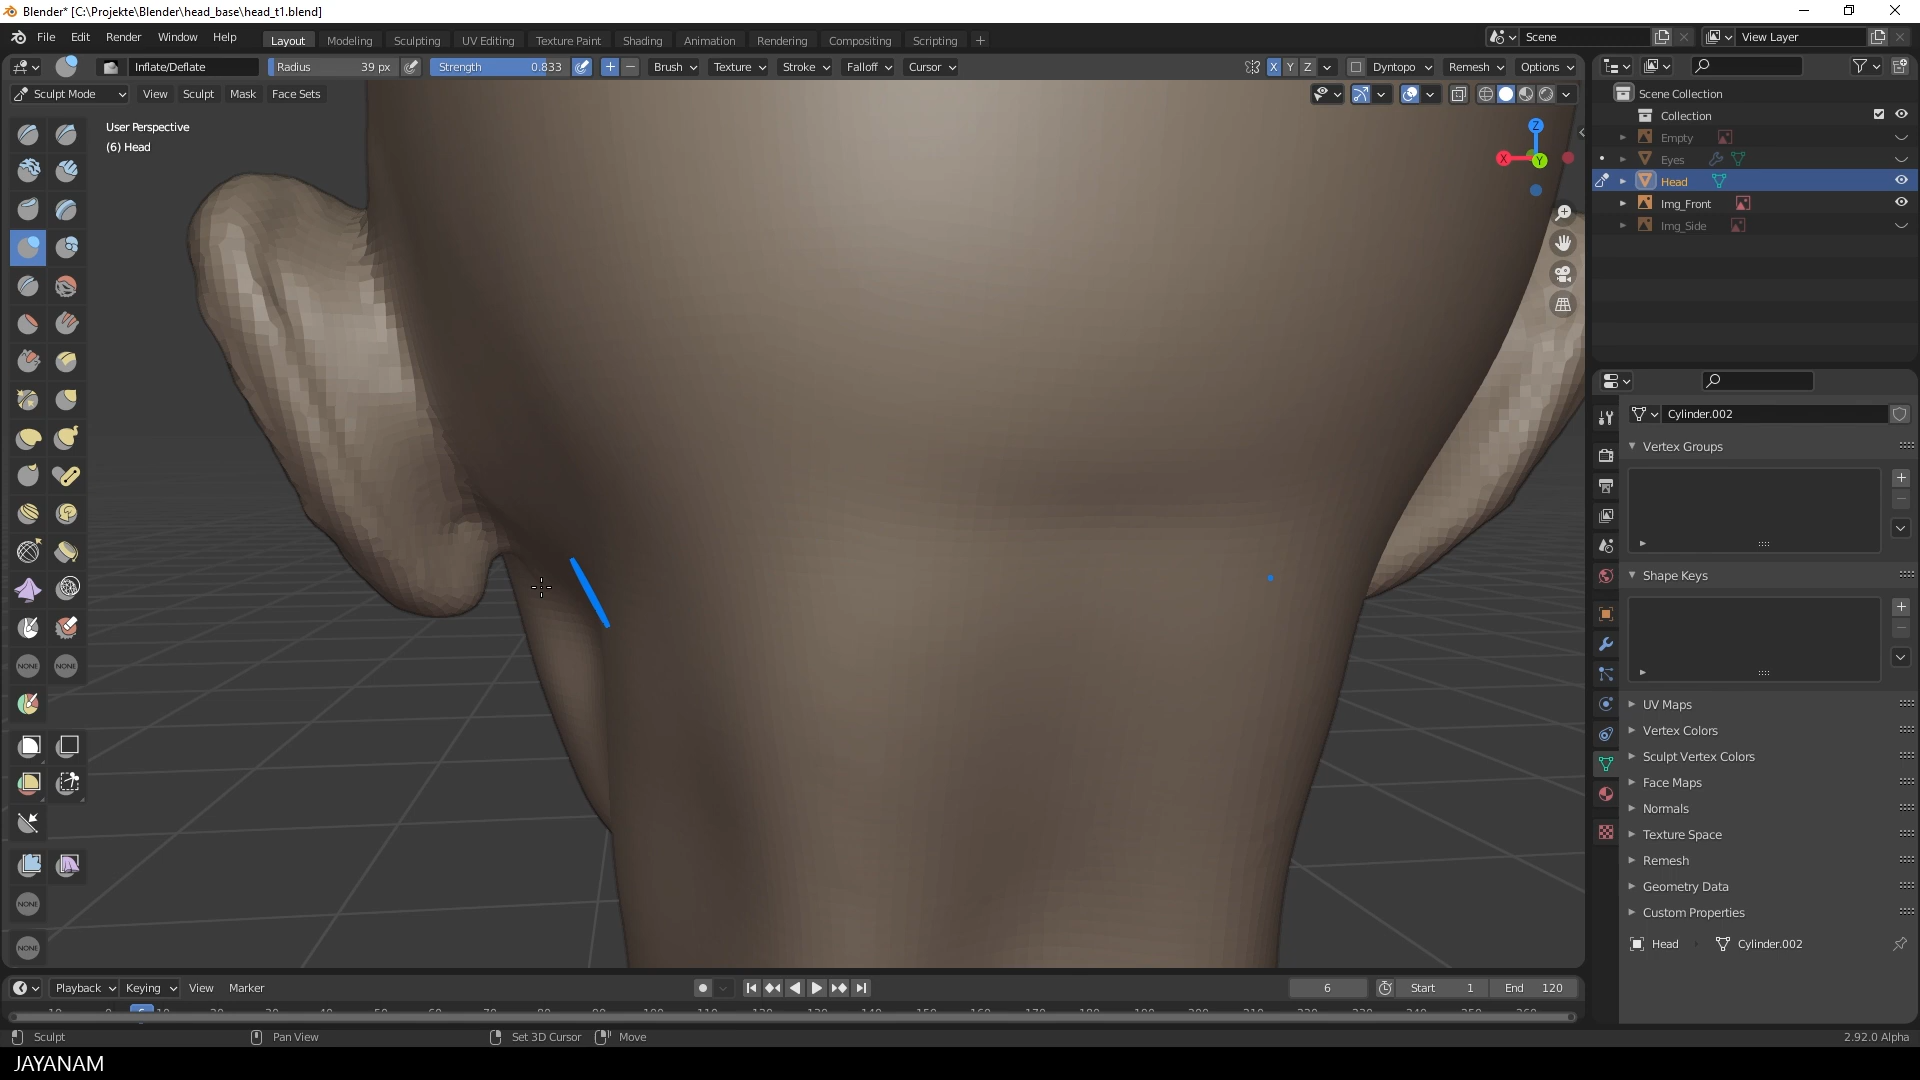 Blender* [C:\Projekte\Blender\head_base\head_t1.blend]
File Edit Render Window Help Layout Modeling Sculpting UV Editing Texture Paint Shading Animation Rendering Compositing Scripting + Scene View Layer
Inflate/Deflate Radius 39 px Strength 0.833 Brush Texture Stroke Falloff Cursor X Y Z Dyntopo Remesh Options
Sculpt Mode View Sculpt Mask Face Sets
Scene Collection
Collection
Empty
Eyes
Head
Img_Front
Img_Side
User Perspective
(6) Head
Z
X
Y
Cylinder.002
Vertex Groups
Shape Keys
UV Maps
Vertex Colors
Sculpt Vertex Colors
Face Maps
Normals
Texture Space
Remesh
Geometry Data
Custom Properties
Head Cylinder.002
NONE NONE
NONE
NONE
Playback Keying View Marker 6 Start 1 End 120
Sculpt Pan View Set 3D Cursor Move 2.92.0 Alpha
JAYANAM